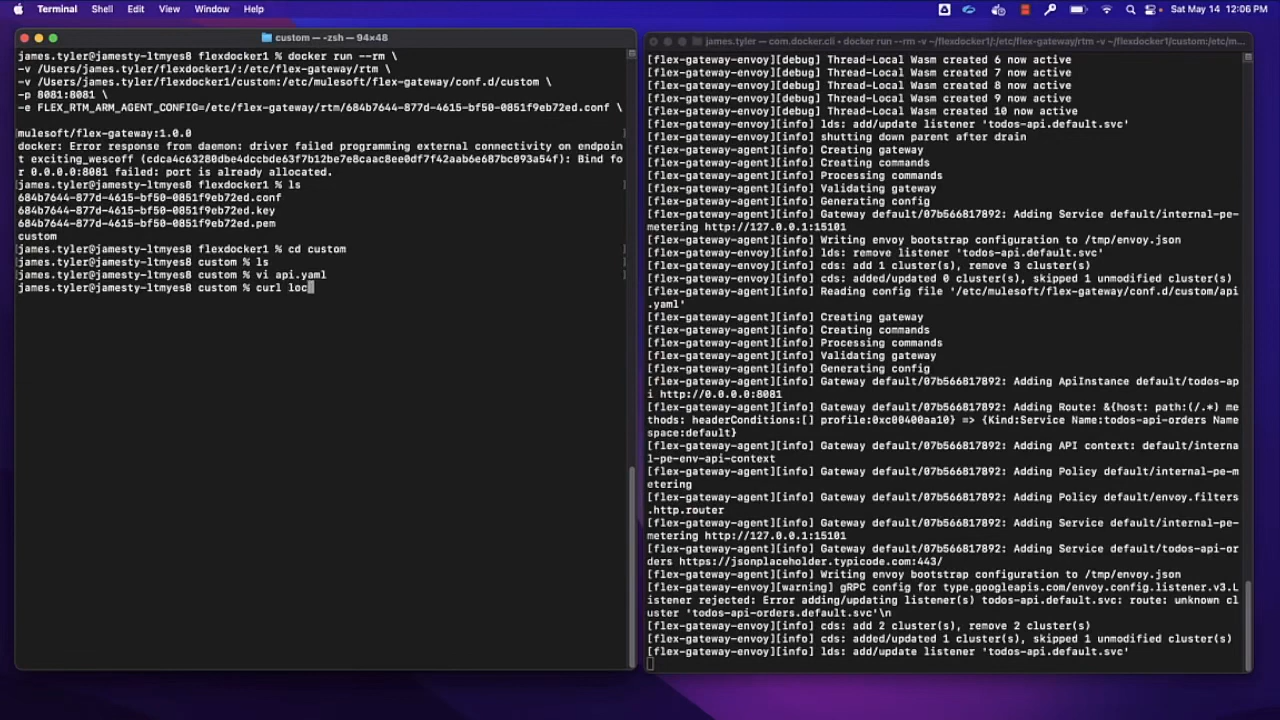 Terminal Shell Edit View Window Help
Sat May 14 12:06 PM
custom — -zsh — 94×48
james.tyler@jamesty-ltmyes8 flexdocker1 % docker run --rm \
-v /Users/james.tyler/flexdocker1/:/etc/flex-gateway/rtm \
-v /Users/james.tyler/flexdocker1/custom:/etc/mulesoft/flex-gateway/conf.d/custom \
-p 8081:8081 \
-e FLEX_RTM_ARM_AGENT_CONFIG=/etc/flex-gateway/rtm/684b7644-877d-4615-bf50-0851f9eb72ed.conf \
mulesoft/flex-gateway:1.0.0
docker: Error response from daemon: driver failed programming external connectivity on endpoin
t exciting_wescoff (cdca4c63280dbe4dccbde63f7b12be7e8caac8ee0df7f42aab6e687bc093a54f): Bind fo
r 0.0.0.0:8081 failed: port is already allocated.
james.tyler@jamesty-ltmyes8 flexdocker1 % ls
684b7644-877d-4615-bf50-0851f9eb72ed.conf
684b7644-877d-4615-bf50-0851f9eb72ed.key
684b7644-877d-4615-bf50-0851f9eb72ed.pem
custom
james.tyler@jamesty-ltmyes8 flexdocker1 % cd custom
james.tyler@jamesty-ltmyes8 custom % ls
james.tyler@jamesty-ltmyes8 custom % vi api.yaml
james.tyler@jamesty-ltmyes8 custom % curl loc
james.tyler — com.docker.cli ◂ docker run --rm -v ~/flexdocker1/:/etc/flex-gateway/rtm -v ~/flexdocker1/custom:/etc/m...
[flex-gateway-envoy][debug] Thread-Local Wasm created 6 now active
[flex-gateway-envoy][debug] Thread-Local Wasm created 7 now active
[flex-gateway-envoy][debug] Thread-Local Wasm created 8 now active
[flex-gateway-envoy][debug] Thread-Local Wasm created 9 now active
[flex-gateway-envoy][debug] Thread-Local Wasm created 10 now active
[flex-gateway-envoy][info] lds: add/update listener 'todos-api.default.svc'
[flex-gateway-envoy][info] shutting down parent after drain
[flex-gateway-agent][info] Creating gateway
[flex-gateway-agent][info] Creating commands
[flex-gateway-agent][info] Processing commands
[flex-gateway-agent][info] Validating gateway
[flex-gateway-agent][info] Generating config
[flex-gateway-agent][info] Gateway default/07b566817892: Adding Service default/internal-pe-
metering http://127.0.0.1:15101
[flex-gateway-agent][info] Writing envoy bootstrap configuration to /tmp/envoy.json
[flex-gateway-envoy][info] lds: remove listener 'todos-api.default.svc'
[flex-gateway-envoy][info] cds: add 1 cluster(s), remove 3 cluster(s)
[flex-gateway-envoy][info] cds: added/updated 0 cluster(s), skipped 1 unmodified cluster(s)
[flex-gateway-agent][info] Reading config file '/etc/mulesoft/flex-gateway/conf.d/custom/api
.yaml'
[flex-gateway-agent][info] Creating gateway
[flex-gateway-agent][info] Creating commands
[flex-gateway-agent][info] Processing commands
[flex-gateway-agent][info] Validating gateway
[flex-gateway-agent][info] Generating config
[flex-gateway-agent][info] Gateway default/07b566817892: Adding ApiInstance default/todos-ap
i http://0.0.0.0:8081
[flex-gateway-agent][info] Gateway default/07b566817892: Adding Route: &{host: path:(/.*) me
thods: headerConditions:[] profile:0xc00400aa10} => {Kind:Service Name:todos-api-orders Name
space:default}
[flex-gateway-agent][info] Gateway default/07b566817892: Adding API context: default/interna
l-pe-env-api-context
[flex-gateway-agent][info] Gateway default/07b566817892: Adding Policy default/internal-pe-m
etering
[flex-gateway-agent][info] Gateway default/07b566817892: Adding Policy default/envoy.filters
.http.router
[flex-gateway-agent][info] Gateway default/07b566817892: Adding Service default/internal-pe-
metering http://127.0.0.1:15101
[flex-gateway-agent][info] Gateway default/07b566817892: Adding Service default/todos-api-or
ders https://jsonplaceholder.typicode.com:443/
[flex-gateway-agent][info] Writing envoy bootstrap configuration to /tmp/envoy.json
[flex-gateway-envoy][warning] gRPC config for type.googleapis.com/envoy.config.listener.v3.L
istener rejected: Error adding/updating listener(s) todos-api.default.svc: route: unknown cl
uster 'todos-api-orders.default.svc'\n
[flex-gateway-envoy][info] cds: add 2 cluster(s), remove 2 cluster(s)
[flex-gateway-envoy][info] cds: added/updated 1 cluster(s), skipped 1 unmodified cluster(s)
[flex-gateway-envoy][info] lds: add/update listener 'todos-api.default.svc'